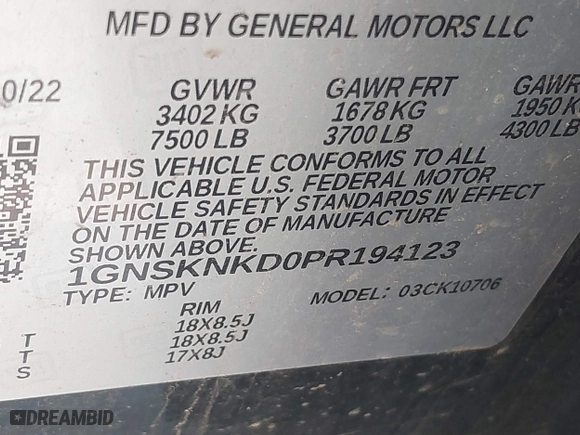 MFD BY GENERAL MOTORS LLC
0/22 GVWR GAWR FRT GAWR
3402 KG 1678 KG 1950 K
7500 LB 3700 LB 4300 LB
THIS VEHICLE CONFORMS TO ALL
APPLICABLE U.S. FEDERAL MOTOR
VEHICLE SAFETY STANDARDS IN EFFECT
ON THE DATE OF MANUFACTURE
SHOWN ABOVE.
1GNSKNKD0PR194123
TYPE: MPV MODEL: 03CK10706
RIM
T 18X8.5J
T 18X8.5J
S 17X8J
DREAMBID